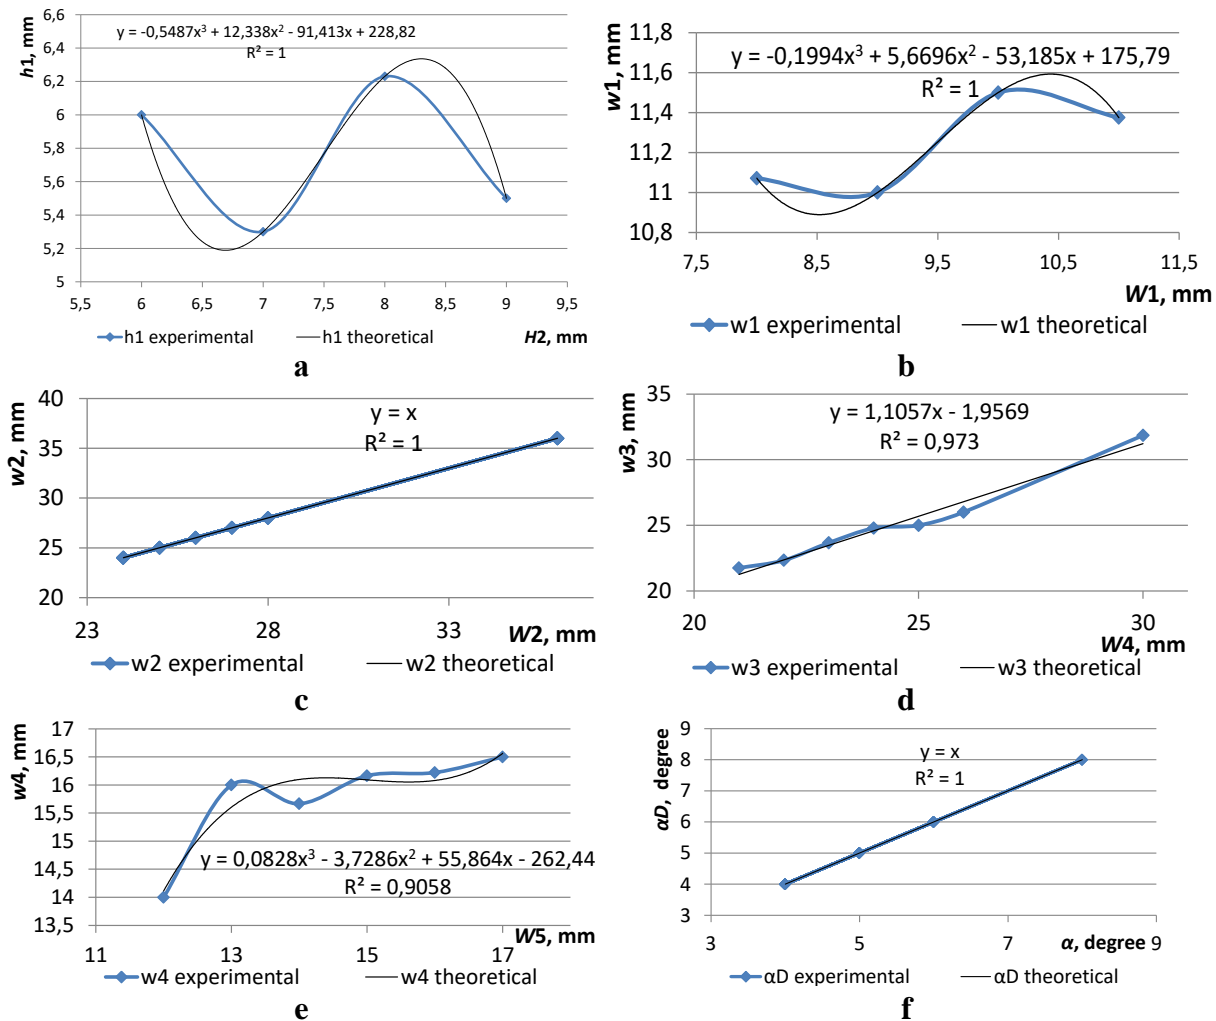 y = -0,5487x³ + 12,338x² - 91,413x + 228,82
R² = 1
h1, mm
6,6
6,4
6,2
6
5,8
5,6
5,4
5,2
5
5,5 6 6,5 7 7,5 8 8,5 9 9,5
h1 experimental h1 theoretical H2, mm
a
w1, mm
y = -0,1994x³ + 5,6696x² - 53,185x + 175,79
R² = 1
11,8
11,6
11,4
11,2
11
10,8
7,5 8,5 9,5 10,5 11,5
W1, mm
w1 experimental w1 theoretical
b
w2, mm
y = x
R² = 1
40
35
30
25
20
23 28 33
W2, mm
w2 experimental w2 theoretical
c
w3, mm
y = 1,1057x - 1,9569
R² = 0,973
35
30
25
20
20 25 30
W4, mm
w3 experimental w3 theoretical
d
w4, mm
17
16,5
16
15,5
15
14,5
14
13,5
y = 0,0828x³ - 3,7286x² + 55,864x - 262,44
R² = 0,9058
W5, mm
11 13 15 17
w4 experimental w4 theoretical
e
αD, degree
y = x
R² = 1
9
8
7
6
5
4
3
3 5 7 α, degree 9
αD experimental αD theoretical
f